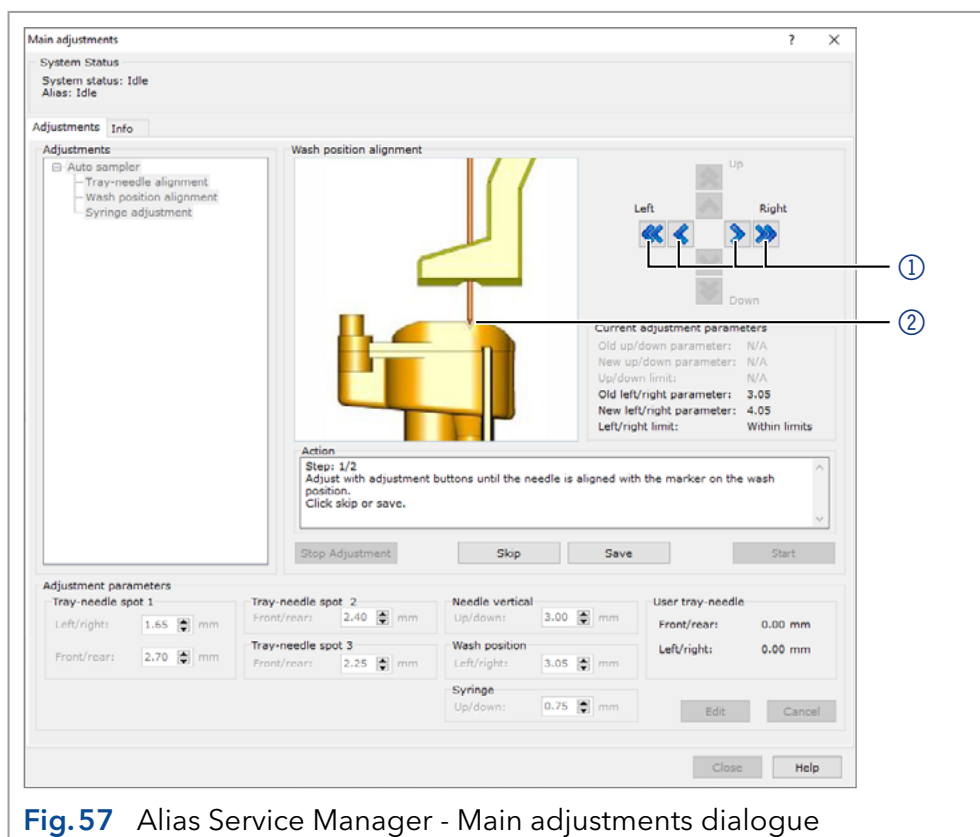 Main adjustments ? ×
System Status
System status: Idle
Alias: Idle
Adjustments Info
Adjustments
Auto sampler
Tray-needle alignment
Wash position alignment
Syringe adjustment
Wash position alignment
Up
Left Right
Down
①
②
Current adjustment parameters
Old up/down parameter: N/A
New up/down parameter: N/A
Up/down limit: N/A
Old left/right parameter: 3.05
New left/right parameter: 4.05
Left/right limit: Within limits
Action
Step: 1/2
Adjust with adjustment buttons until the needle is aligned with the marker on the wash
position.
Click skip or save.
Stop Adjustment Skip Save Start
Adjustment parameters
Tray-needle spot 1
Left/right: 1.65 mm
Front/rear: 2.70 mm
Tray-needle spot 2
Front/rear: 2.40 mm
Tray-needle spot 3
Front/rear: 2.25 mm
Needle vertical
Up/down: 3.00 mm
Wash position
Left/right: 3.05 mm
Syringe
Up/down: 0.75 mm
User tray-needle
Front/rear: 0.00 mm
Left/right: 0.00 mm
Edit Cancel
Close Help
Fig. 57 Alias Service Manager - Main adjustments dialogue